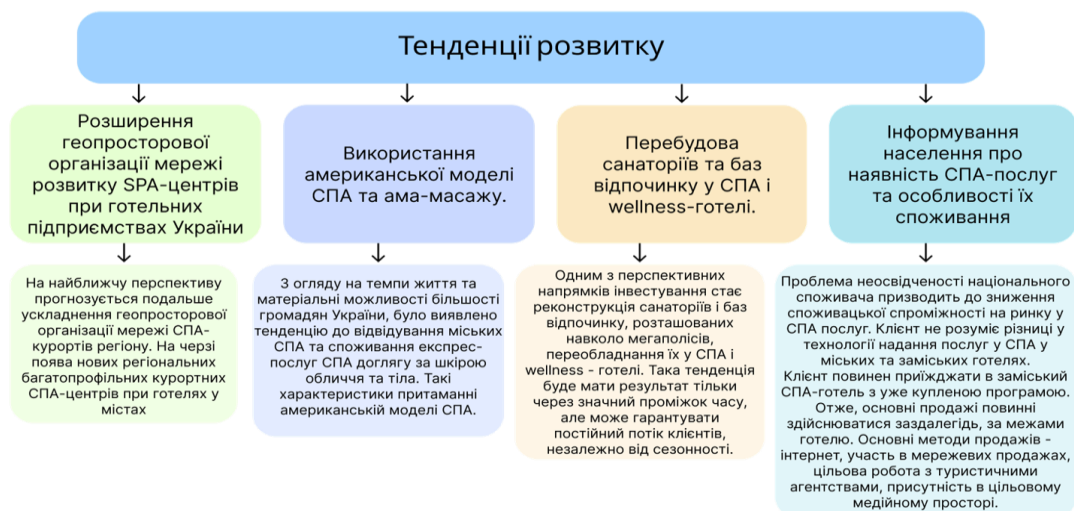 Тенденції розвитку
Розширення
геопросторової
організації мережі
розвитку SPA-центрів
при готельних
підприємствах України
Використання
американської моделі
СПА та ама-масажу.
Перебудова
санаторіїв та баз
відпочинку у СПА і
wellness-готелі.
Інформування
населення про
наявність СПА-послуг
та особливості їх
споживання
На найближчу перспективу
прогнозується подальше
ускладнення геопросторової
організації мережі СПА-
курортів регіону. На черзі
поява нових регіональних
багатопрофільних курортних
СПА-центрів при готелях у
містах
З огляду на темпи життя та
матеріальні можливості більшості
громадян України, було виявлено
тенденцію до відвідування міських
СПА та споживання експрес-
послуг СПА доглягу за шкірою
обличчя та тіла. Такі
характеристики притаманні
американській моделі СПА.
Одним з перспективних
напрямків інвестування стає
реконструкція санаторіїв і баз
відпочинку, розташованих
навколо мегаполісів,
переобладнання їх у СПА і
wellness - готелі. Така тенденція
буде мати результат тільки
через значний проміжок часу,
але може гарантувати
постійний потік клієнтів,
незалежно від сезонності.
Проблема неосвідченості національного
споживача призводить до зниження
споживацької спроміжності на ринку у
СПА послуг. Клієнт не розуміє різниці у
технології надання послуг у СПА у
міських та заміських готелях.
Клієнт повинен приїжджати в заміський
СПА-готель з уже купленою програмою.
Отже, основні продажі повинні
здійснюватися заздалегідь, за межами
готелю. Основні методи продажів -
інтернет, участь в мережевих продажах,
цільова робота з туристичними
агентствами, присутність в цільовому
медійному просторі.